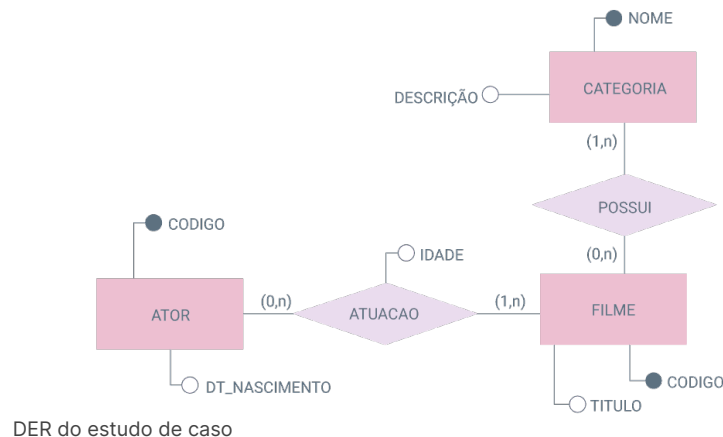 NOME
CATEGORIA
DESCRIÇÃO
(1,n)
POSSUI
CODIGO
(0,n)
IDADE
ATOR
(0,n)
ATUACAO
(1,n)
FILME
DT_NASCIMENTO
CODIGO
TITULO
DER do estudo de caso